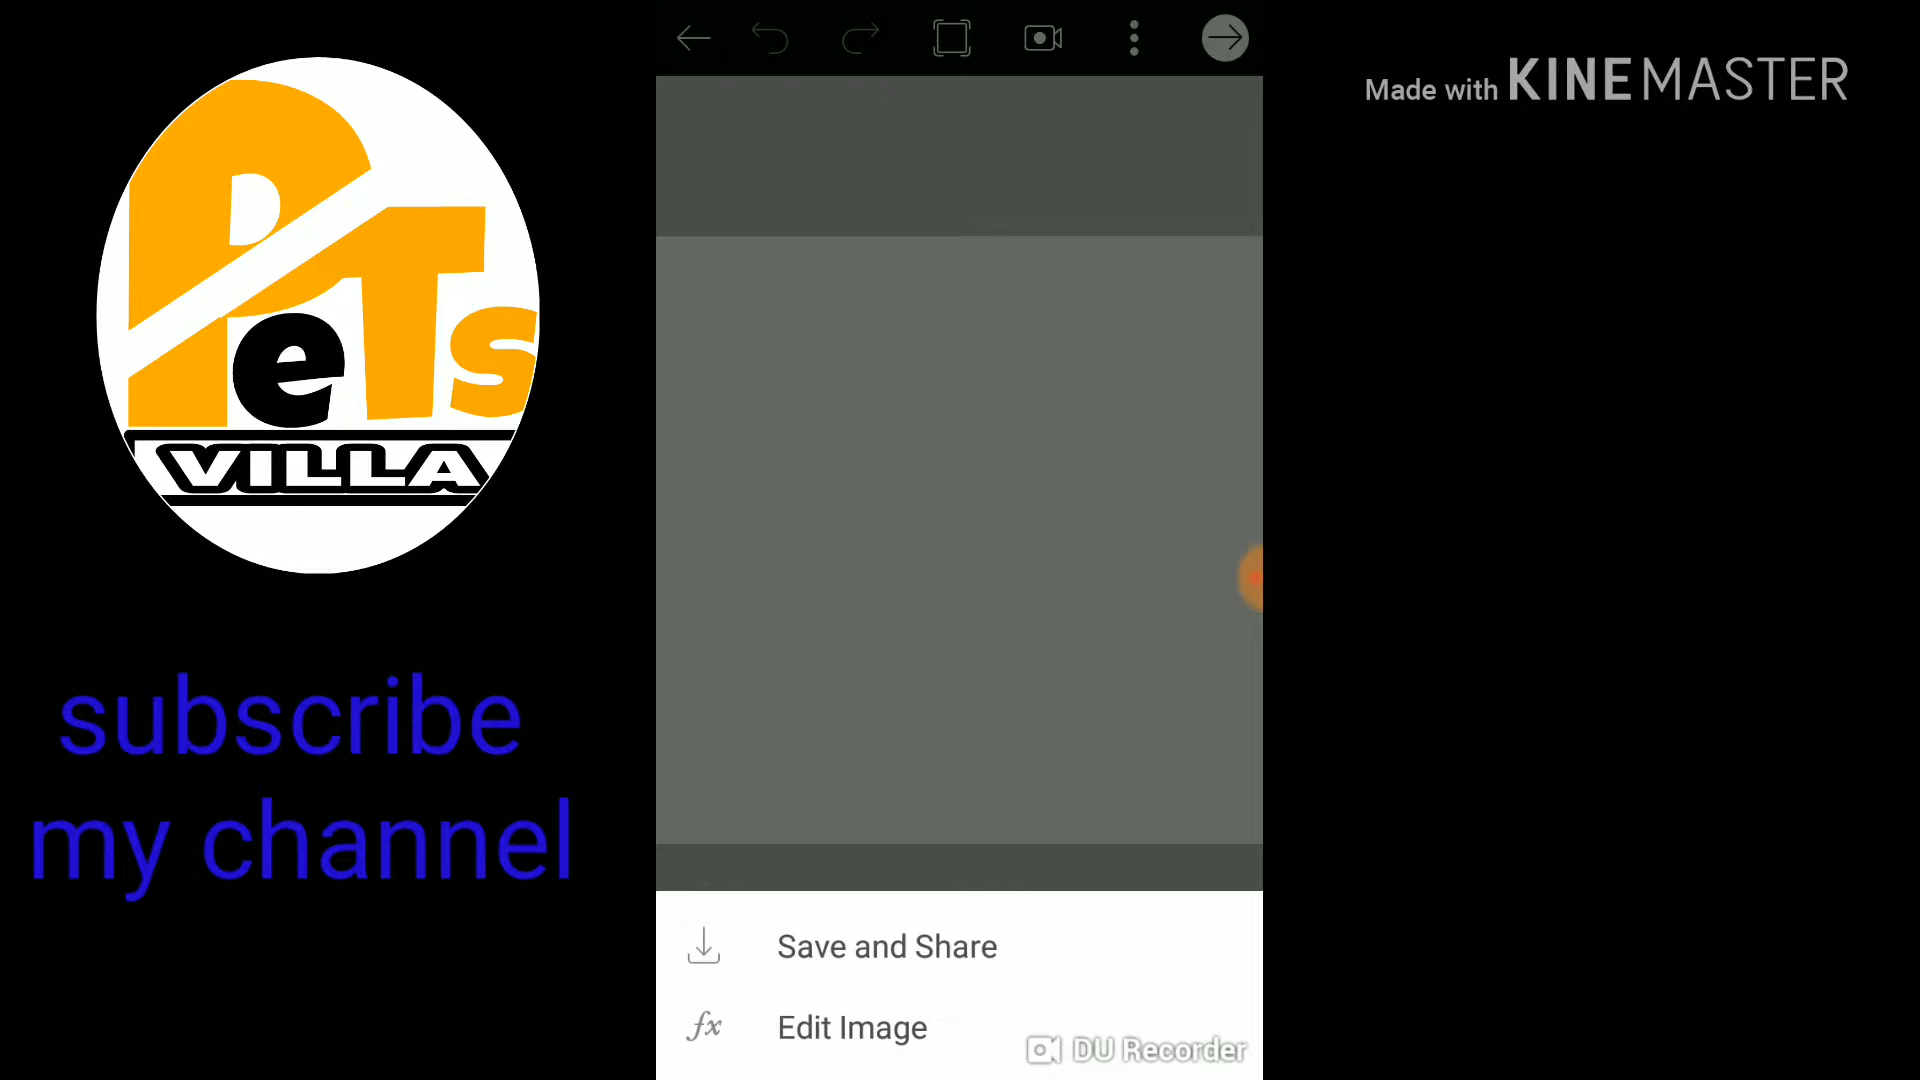 PeTs
VILLA
subscribe
my channel
Made with KINEMASTER
Save and Share
fx Edit Image
DU Recorder